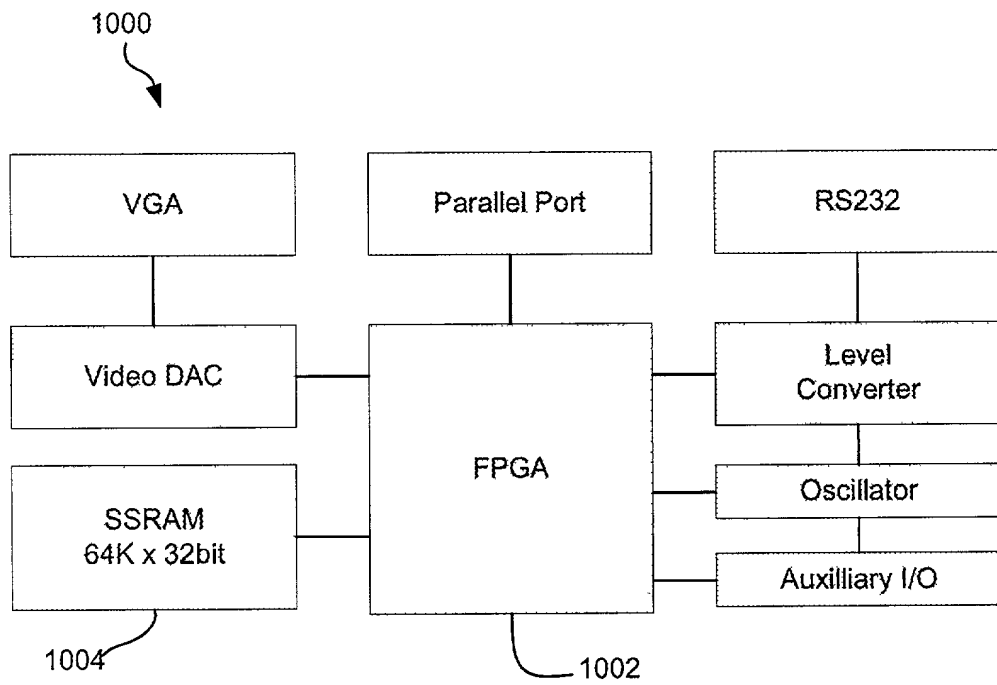 1000
VGA
Parallel Port
RS232
Video DAC
Level
Converter
FPGA
SSRAM
64K x 32bit
Oscillator
Auxilliary I/O
1004
1002